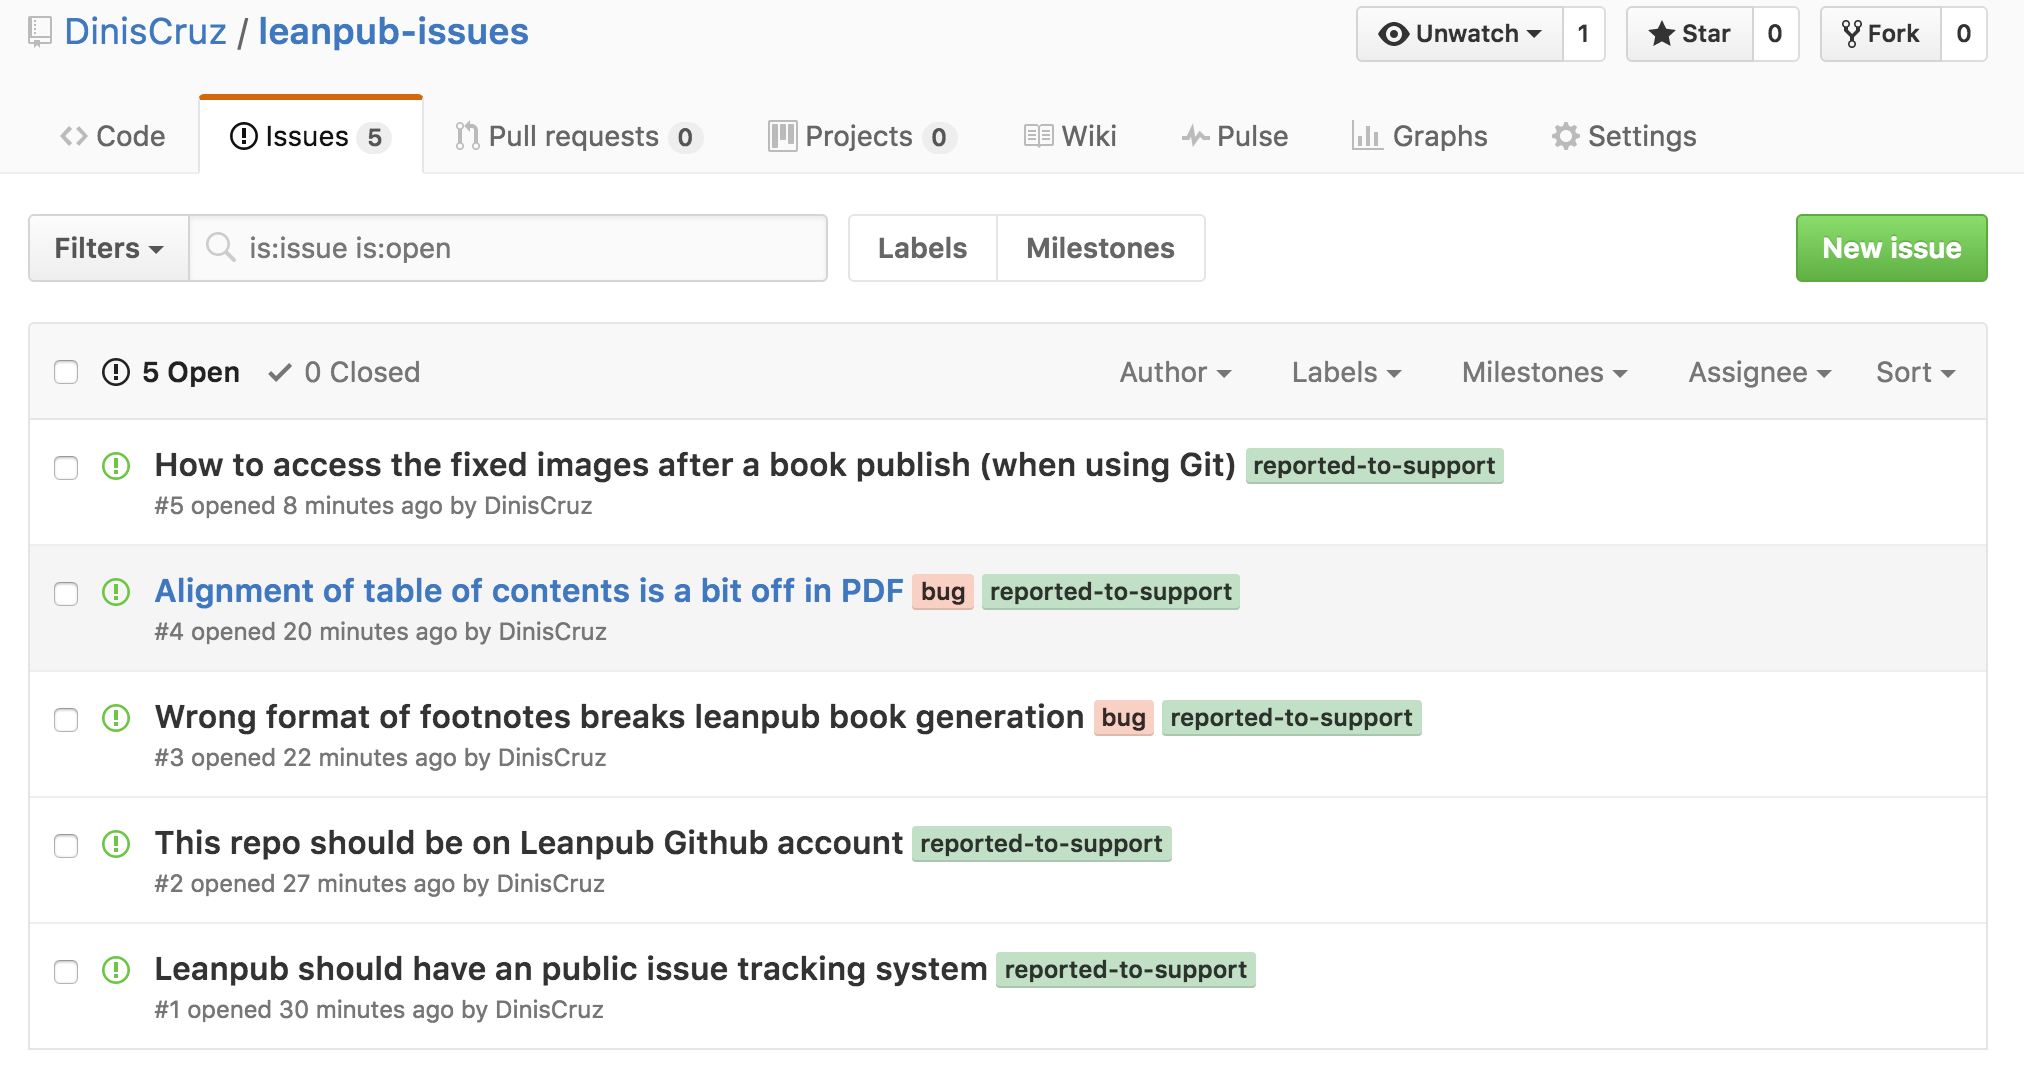 DinisCruz / leanpub-issues
Unwatch 1 Star 0 Fork 0
Code Issues 5 Pull requests 0 Projects 0 Wiki Pulse Graphs Settings
Filters is:issue is:open Labels Milestones New issue
5 Open 0 Closed Author Labels Milestones Assignee Sort
How to access the fixed images after a book publish (when using Git) reported-to-support
#5 opened 8 minutes ago by DinisCruz
Alignment of table of contents is a bit off in PDF bug reported-to-support
#4 opened 20 minutes ago by DinisCruz
Wrong format of footnotes breaks leanpub book generation bug reported-to-support
#3 opened 22 minutes ago by DinisCruz
This repo should be on Leanpub Github account reported-to-support
#2 opened 27 minutes ago by DinisCruz
Leanpub should have an public issue tracking system reported-to-support
#1 opened 30 minutes ago by DinisCruz